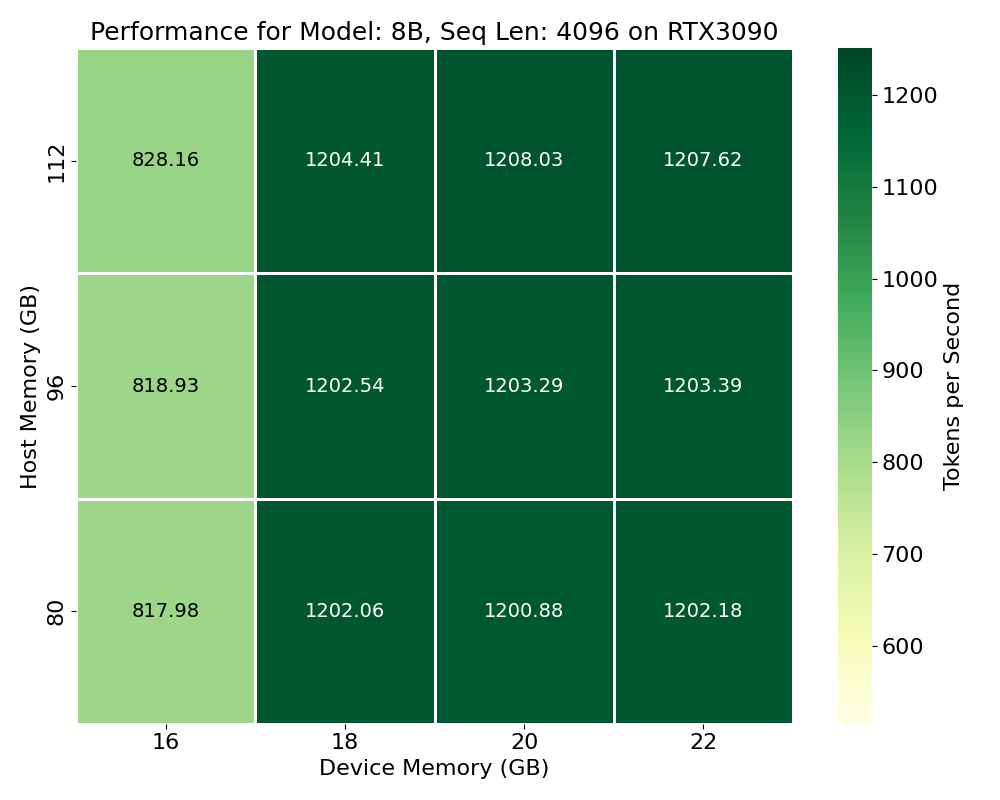 Performance for Model: 8B, Seq Len: 4096 on RTX3090
Host Memory (GB)
112
828.16 1204.41 1208.03 1207.62
96
818.93 1202.54 1203.29 1203.39
80
817.98 1202.06 1200.88 1202.18
16 18 20 22
Device Memory (GB)
1200
1100
1000
900
800
700
600
Tokens per Second